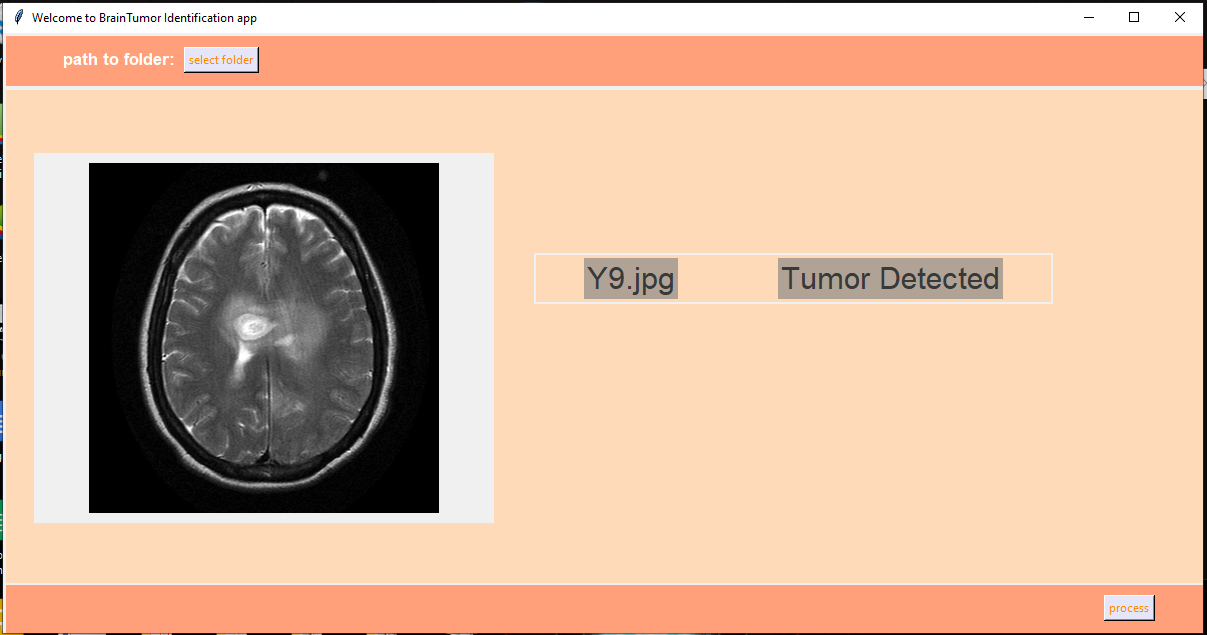 Welcome to BrainTumor Identification app
path to folder: select folder
Y9.jpg Tumor Detected
process